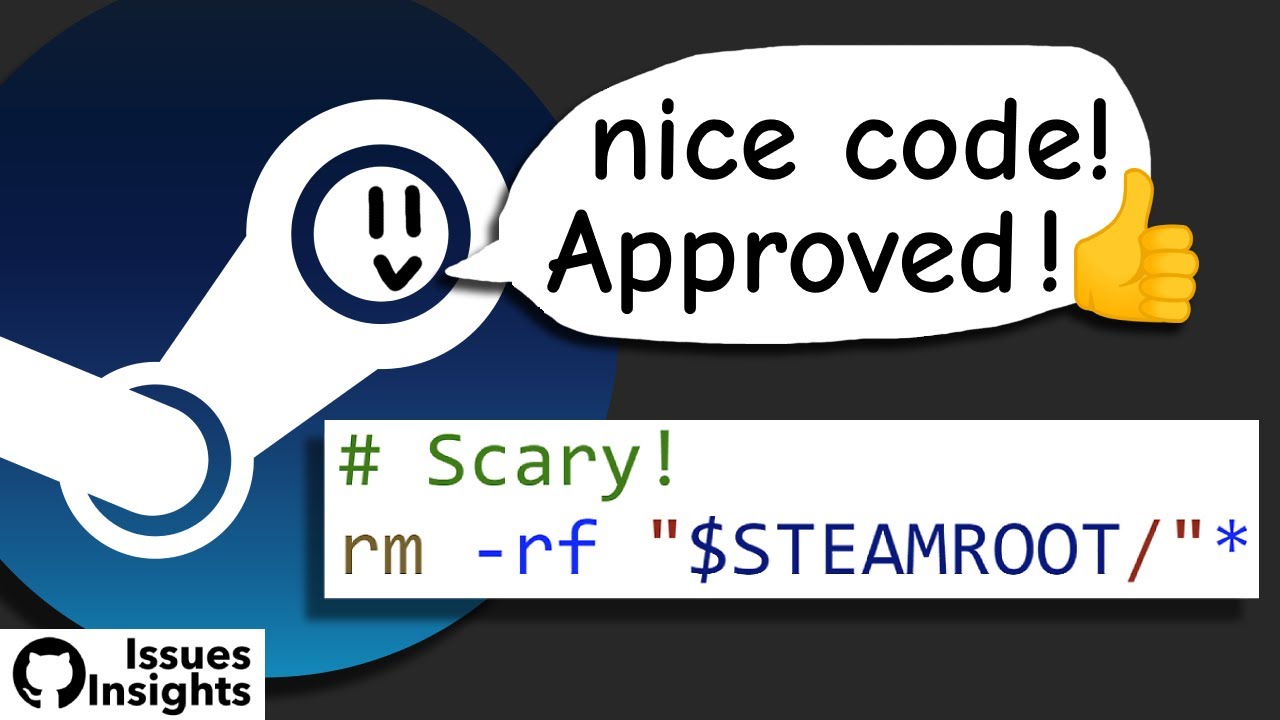 nice code!
Approved!
# Scary!
rm -rf "$STEAMROOT/"*
Issues
Insights